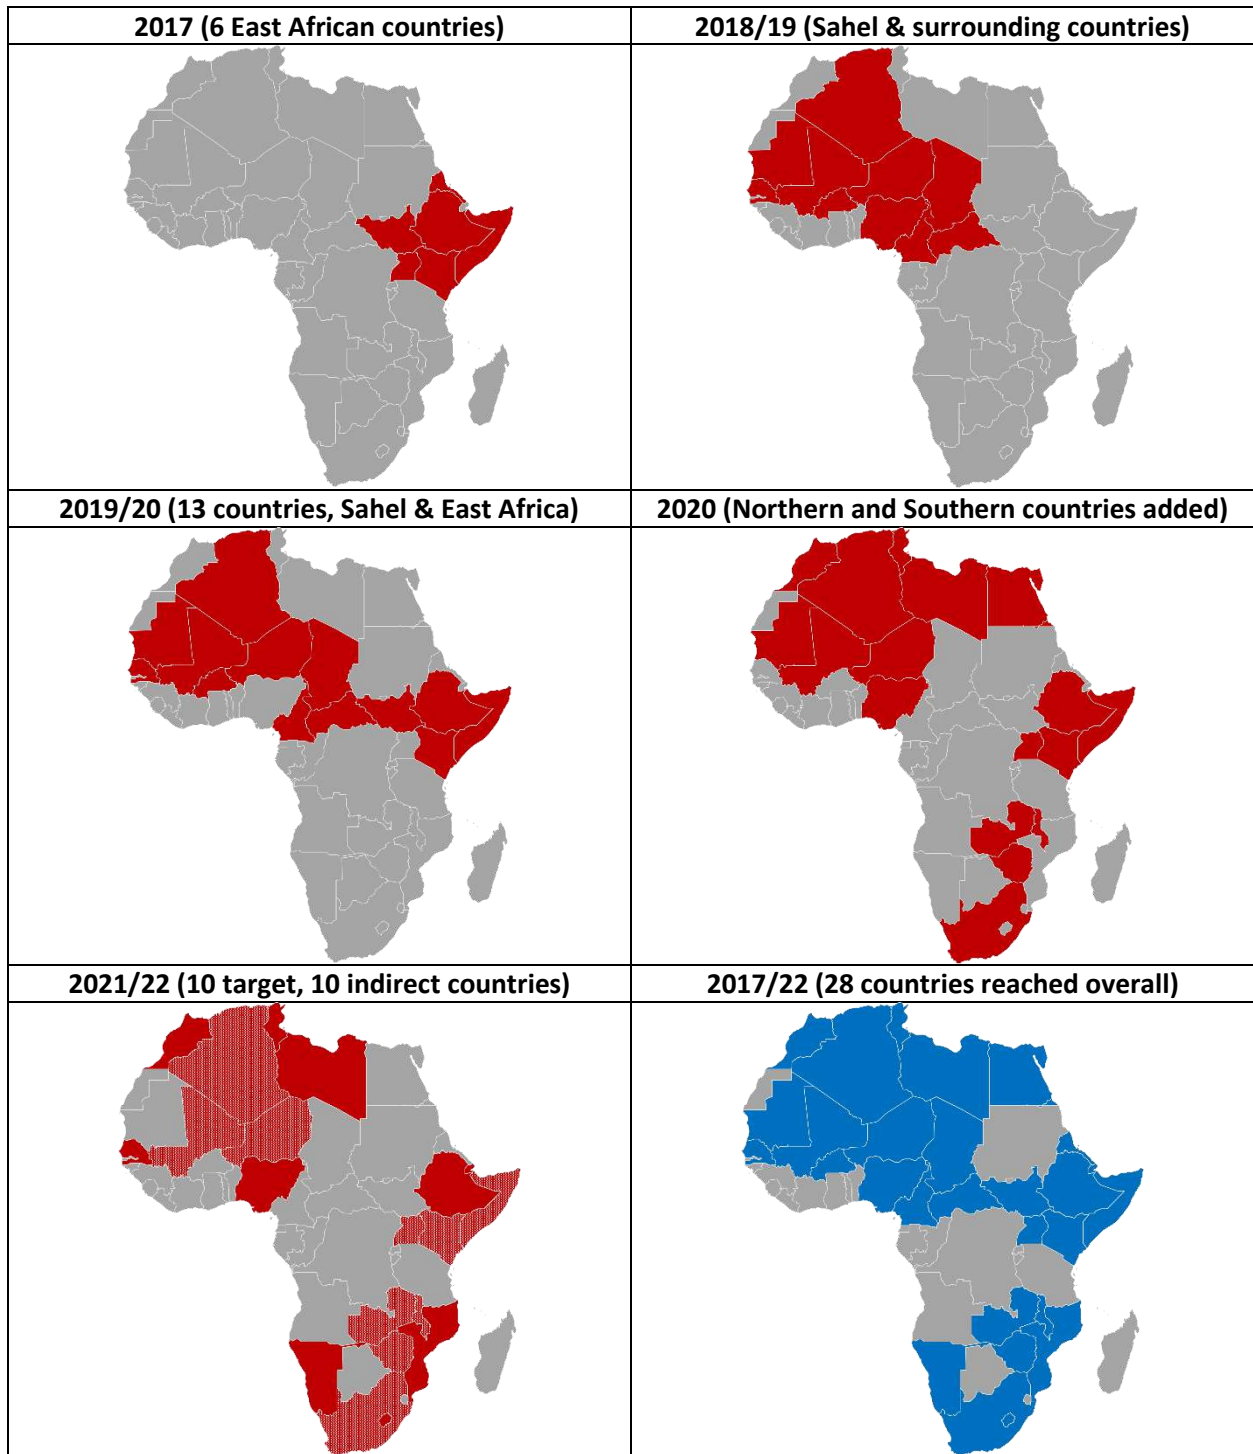 2017 (6 East African countries)
2018/19 (Sahel & surrounding countries)
2019/20 (13 countries, Sahel & East Africa)
2020 (Northern and Southern countries added)
2021/22 (10 target, 10 indirect countries)
2017/22 (28 countries reached overall)